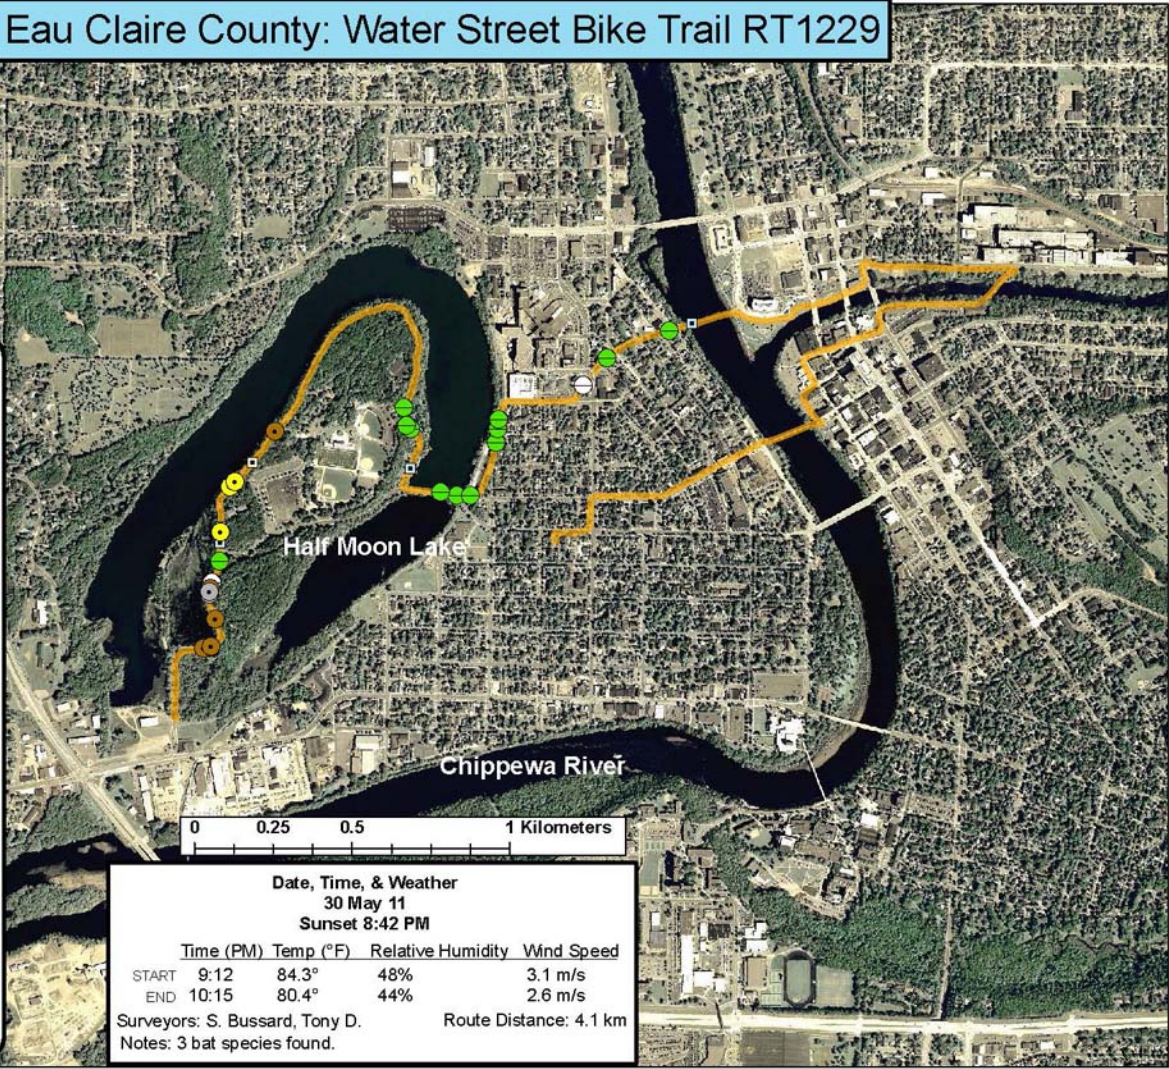 Eau Claire County: Water Street Bike Trail RT1229
Half Moon Lake
Chippewa River
0 0.25 0.5 1 Kilometers
Date, Time, & Weather
30 May 11
Sunset 8:42 PM
Time (PM) Temp (°F) Relative Humidity Wind Speed
START 9:12 84.3° 48% 3.1 m/s
END 10:15 80.4° 44% 2.6 m/s
Surveyors: S. Bussard, Tony D. Route Distance: 4.1 km
Notes: 3 bat species found.